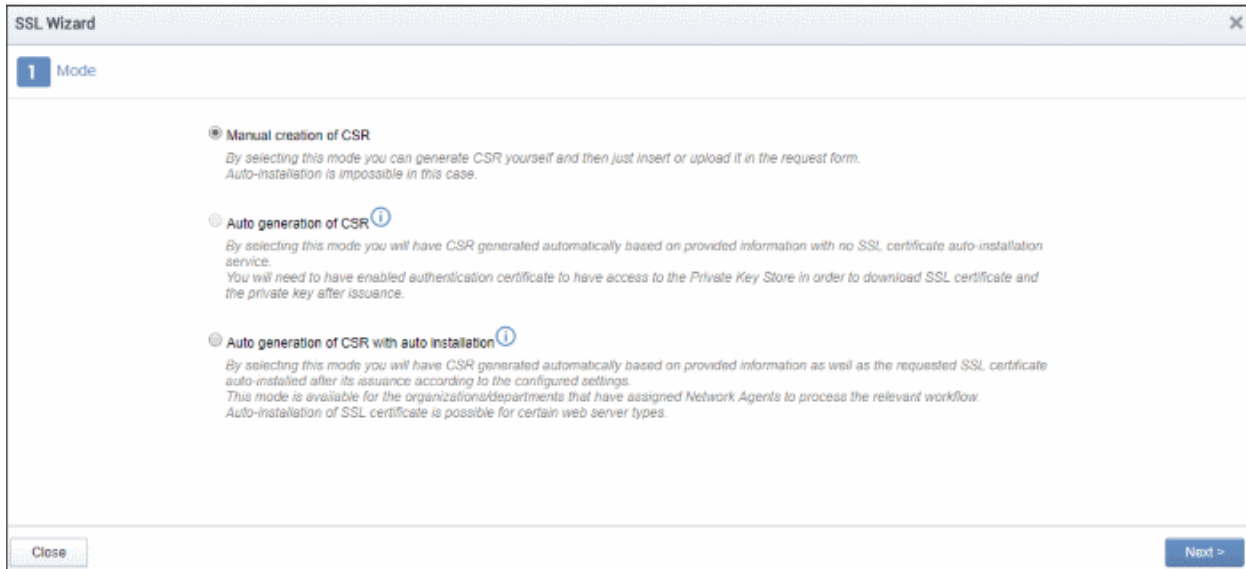 SSL Wizard
1 Mode
Manual creation of CSR
By selecting this mode you can generate CSR yourself and then just insert or upload it in the request form.
Auto-installation is impossible in this case.
Auto generation of CSR
By selecting this mode you will have CSR generated automatically based on provided information with no SSL certificate auto-installation
service.
You will need to have enabled authentication certificate to have access to the Private Key Store in order to download SSL certificate and
the private key after issuance.
Auto generation of CSR with auto installation
By selecting this mode you will have CSR generated automatically based on provided information as well as the requested SSL certificate
auto-installed after its issuance according to the configured settings.
This mode is available for the organizations/departments that have assigned Network Agents to process the relevant workflow.
Auto-installation of SSL certificate is possible for certain web server types.
Close
Next >